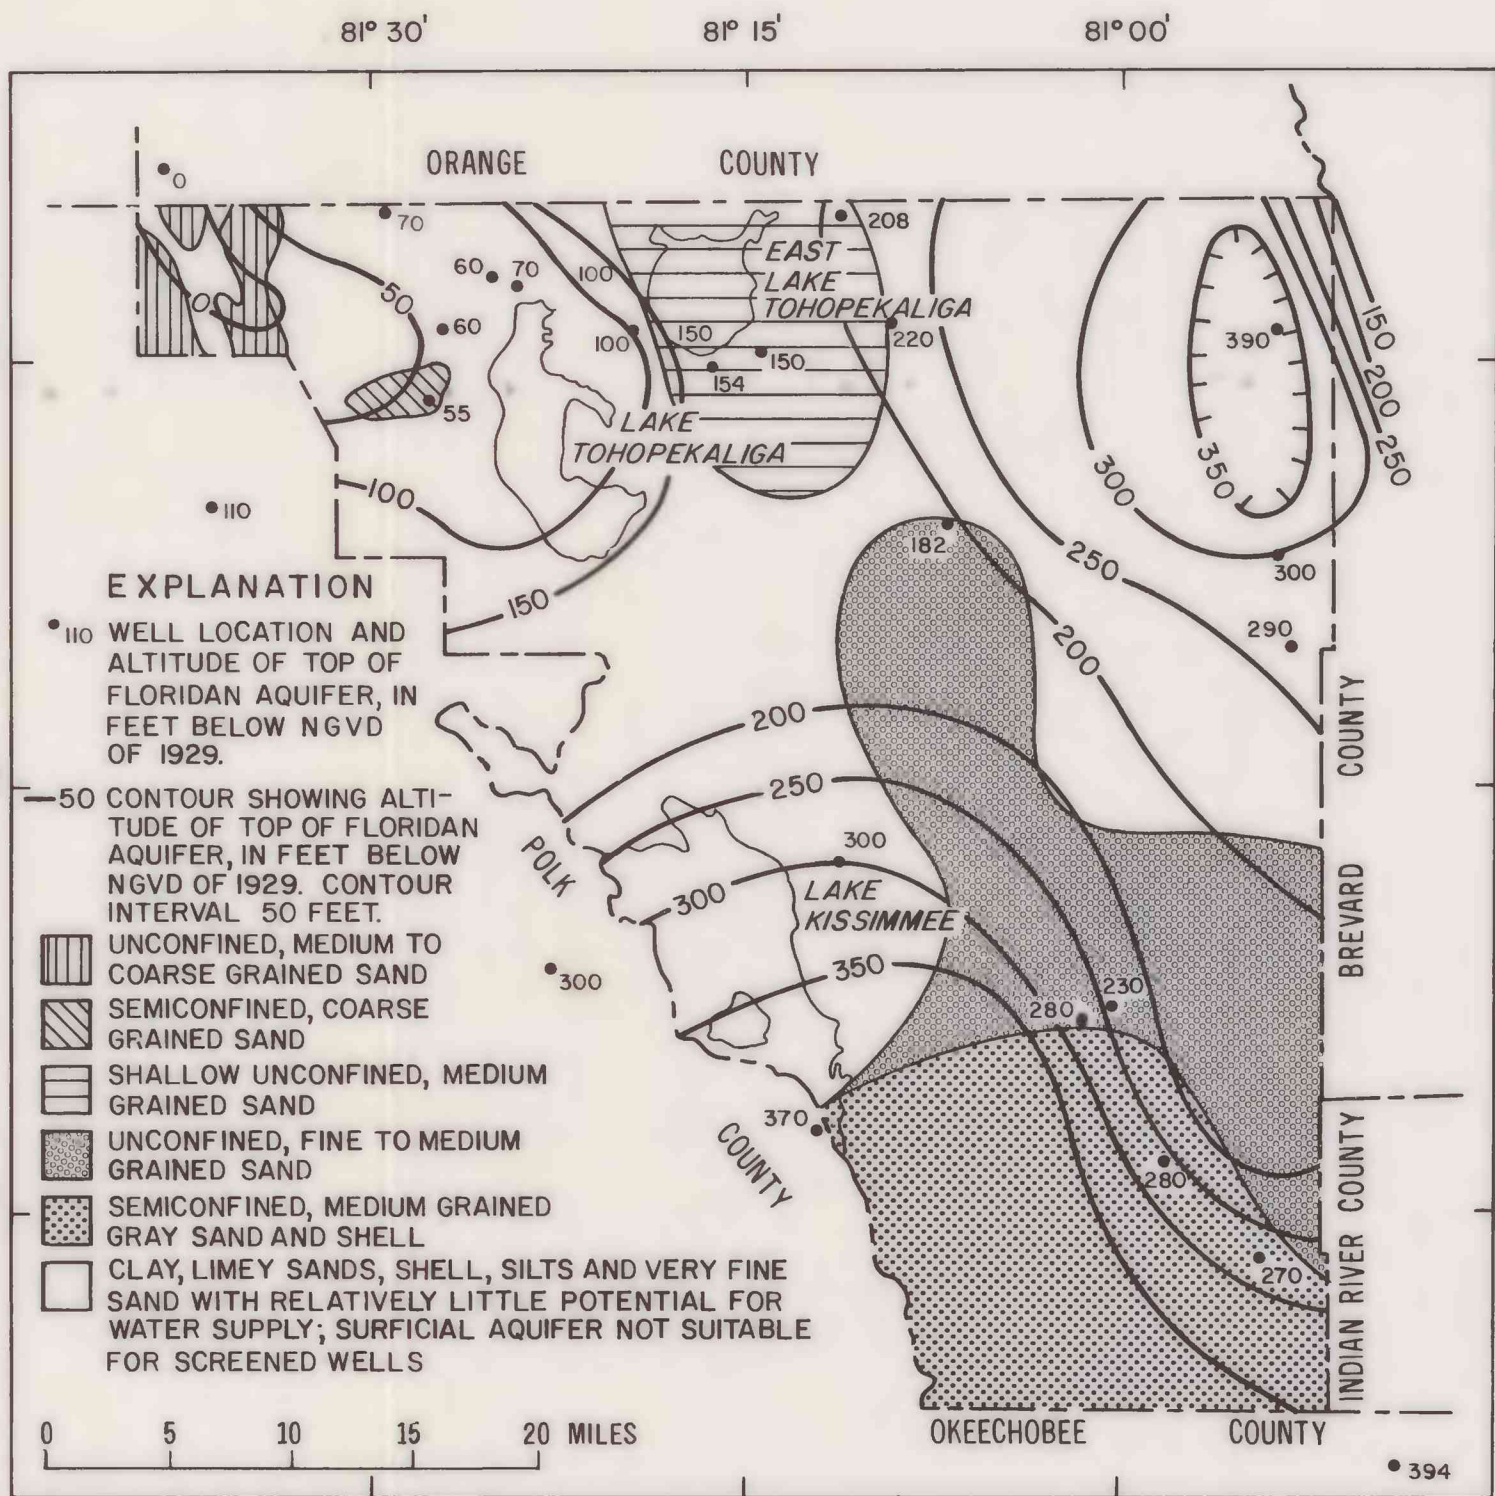 81° 30'
81° 15'
81° 00'
ORANGE COUNTY
0
70
208
60
70
EAST
LAKE
TOHOPEKALIGA
100
50
0
60
100
150
150
220
390
150
200
250
154
55
LAKE
TOHOPEKALIGA
350
300
100
110
182
250
300
EXPLANATION
150
290
110 WELL LOCATION AND
ALTITUDE OF TOP OF
FLORIDAN AQUIFER, IN
FEET BELOW NGVD
OF 1929.
200
200
COUNTY
50 CONTOUR SHOWING ALTI-
TUDE OF TOP OF FLORIDAN
AQUIFER, IN FEET BELOW
NGVD OF 1929. CONTOUR
INTERVAL 50 FEET.
250
POLK
300
300
LAKE
KISSIMMEE
BREVARD
UNCONFINED, MEDIUM TO
COARSE GRAINED SAND
300
350
230
280
SEMICONFINED, COARSE
GRAINED SAND
SHALLOW UNCONFINED, MEDIUM
GRAINED SAND
370
COUNTY
UNCONFINED, FINE TO MEDIUM
GRAINED SAND
280
SEMICONFINED, MEDIUM GRAINED
GRAY SAND AND SHELL
270
INDIAN RIVER COUNTY
CLAY, LIMEY SANDS, SHELL, SILTS AND VERY FINE
SAND WITH RELATIVELY LITTLE POTENTIAL FOR
WATER SUPPLY; SURFICIAL AQUIFER NOT SUITABLE
FOR SCREENED WELLS
0 5 10 15 20 MILES
OKEECHOBEE COUNTY
394